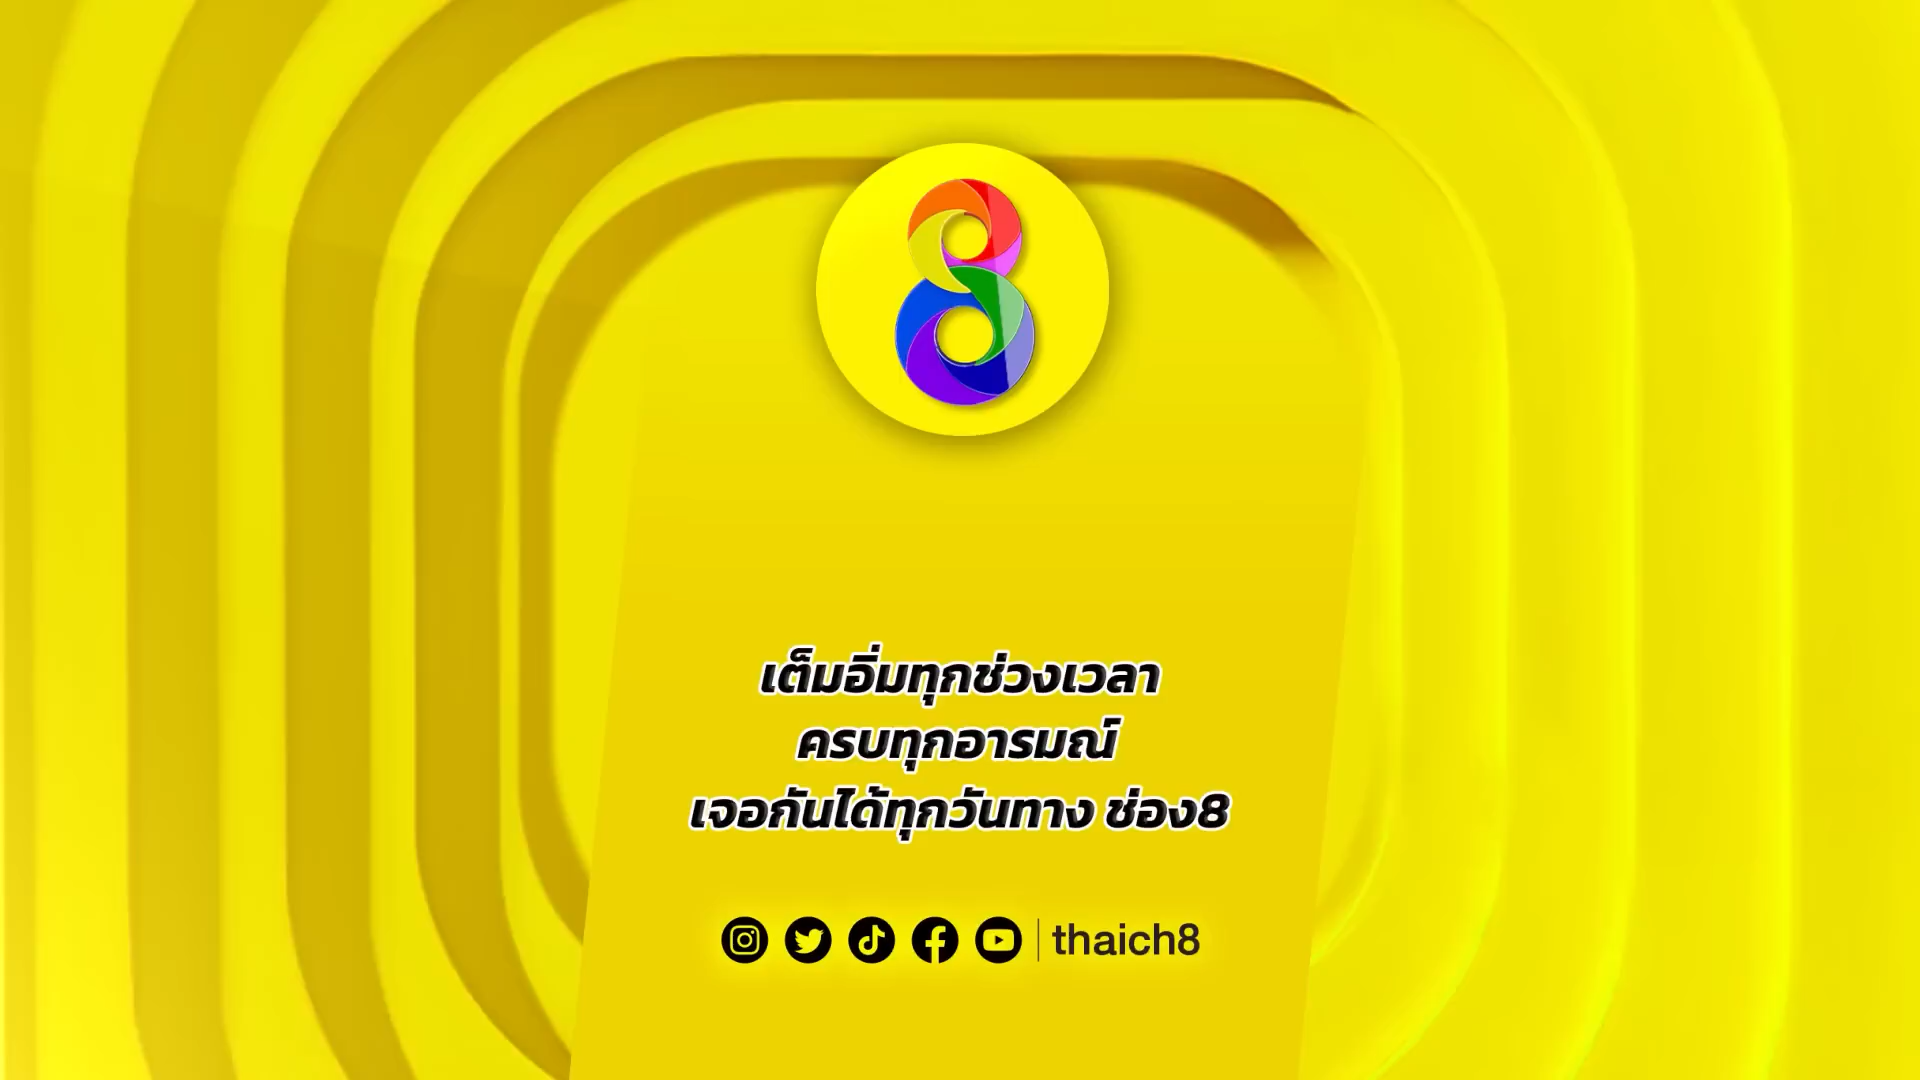 8
เต็มอิ่มทุกช่วงเวลา
ครบทุกอารมณ์
เจอกันได้ทุกวันทาง ช่อง8
thaich8